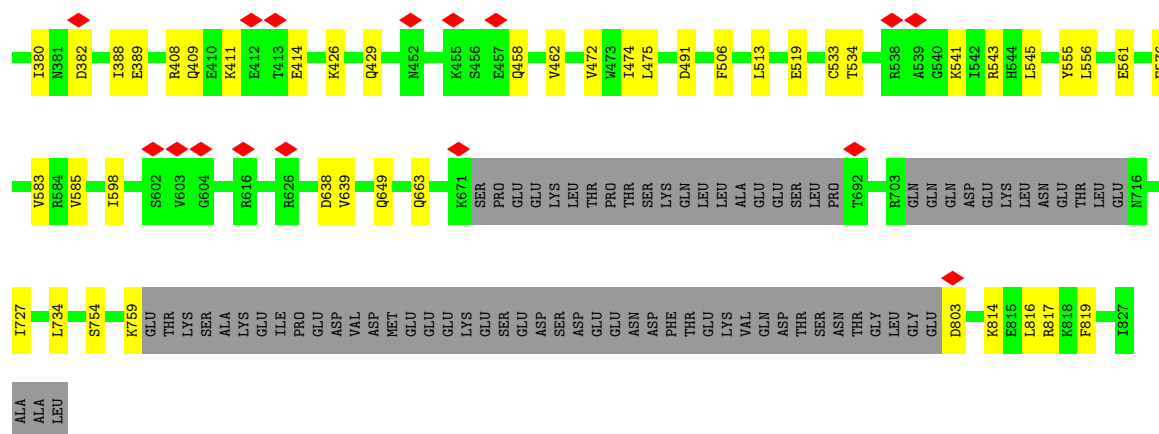 I380 N381 D382 I388 E389 R408 Q409 E410 K411 E412 T413 E414 K426 Q429 N452 K455 S456 E457 Q458 V462 V472 W473 I474 L475 D491 F506 L513 E519 C533 T534 R538 A539 G540 K541 I542 R543 H544 L545 Y555 L556 E561
V583 R584 V585 I598 S602 V603 G604 R616 R626 D638 V639 Q649 Q663 K671 SER PRO GLU GLU LYS LEU THR PRO THR SER LYS GLN LEU LEU ALA GLU GLU SER LEU PRO T692 R703 GLN GLN GLN ASP GLU LYS LEU ASN GLU THR LEU GLU N716
I727 L734 S754 K759 GLU THR LYS SER ALA LYS GLU ILE PRO GLU ASP VAL ASP MET GLU GLU GLU LYS GLU SER GLU ASP SER ASP GLU GLU ASN ASP PHE THR GLU LYS VAL GLN ASP THR SER ASN THR GLY LEU GLY GLU D803 K814 E815 L816 R817 K818 F819 I827
ALA ALA LEU